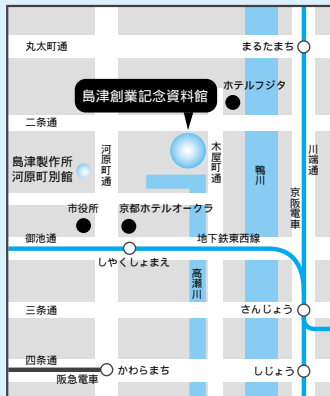 丸太町通
まるたまち
ホテルフジタ
島津創業記念資料館
二条通
河原町通
木屋町通
鴨川
川端通
京阪電車
島津製作所
河原町別館
市役所
京都ホテルオークラ
御池通
地下鉄東西線
しやくしょまえ
高瀬川
三条通
さんじょう
四条通
かわらまち
阪急電車
しじょう